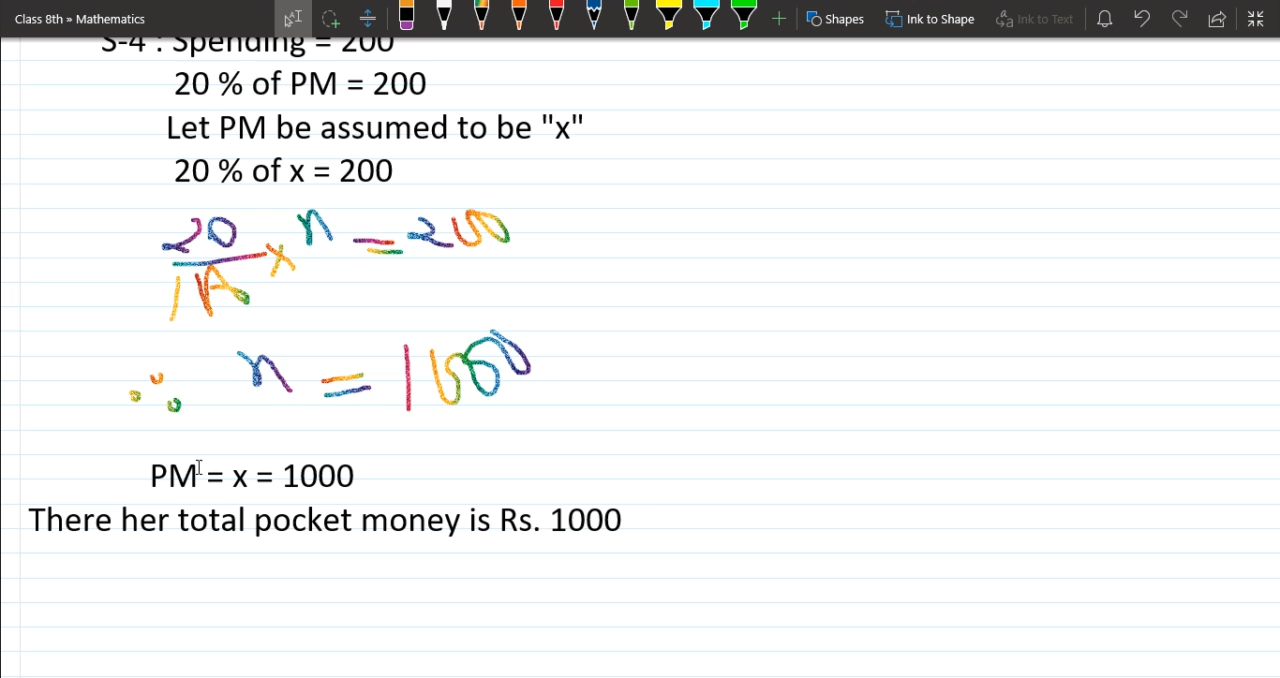 Class 8th » Mathematics
Shapes
Ink to Shape
Ink to Text
S-4 : Spending = 200
20 % of PM = 200
Let PM be assumed to be "x"
20 % of x = 200
20/100 × x = 200
∴ x = 1000
PM = x = 1000
There her total pocket money is Rs. 1000